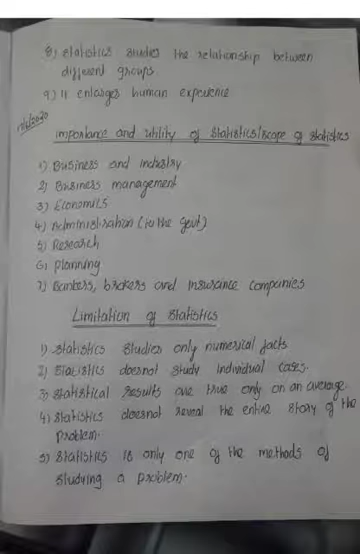 8) statistics studies the relationship between
different groups.
9) It enlarges human experience
Importance and utility of statistics/scope of statistics
1) Business and industry
2) Business management
3) Economics
4) Administration (to the govt)
5) Research
6) planning
7) Bankers, brokers and Insurance companies
Limitation of statistics
1) statistics studies only numerical facts
2) Statistics doesnot study individual cases.
3) statistical results are true only on an average.
4) statistics doesnot reveal the entire story of the
problem.
5) Statistics is only one of the methods of
studying a problem.